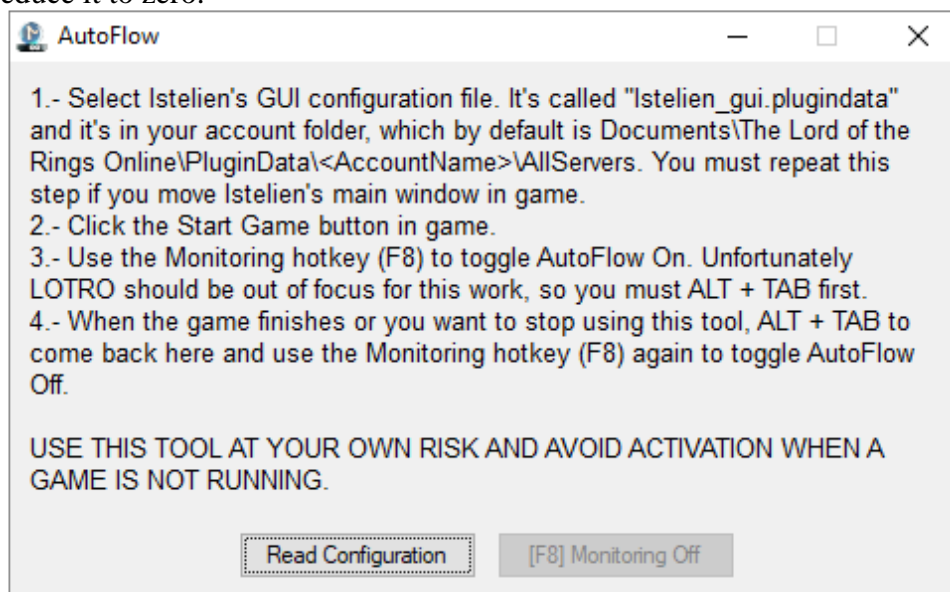 educe it to zero.
AutoFlow
1.- Select Istelien's GUI configuration file. It's called "Istelien_gui.plugindata"
and it's in your account folder, which by default is Documents\The Lord of the
Rings Online\PluginData\<AccountName>\AllServers. You must repeat this
step if you move Istelien's main window in game.
2.- Click the Start Game button in game.
3.- Use the Monitoring hotkey (F8) to toggle AutoFlow On. Unfortunately
LOTRO should be out of focus for this work, so you must ALT + TAB first.
4.- When the game finishes or you want to stop using this tool, ALT + TAB to
come back here and use the Monitoring hotkey (F8) again to toggle AutoFlow
Off.
USE THIS TOOL AT YOUR OWN RISK AND AVOID ACTIVATION WHEN A
GAME IS NOT RUNNING.
Read Configuration [F8] Monitoring Off